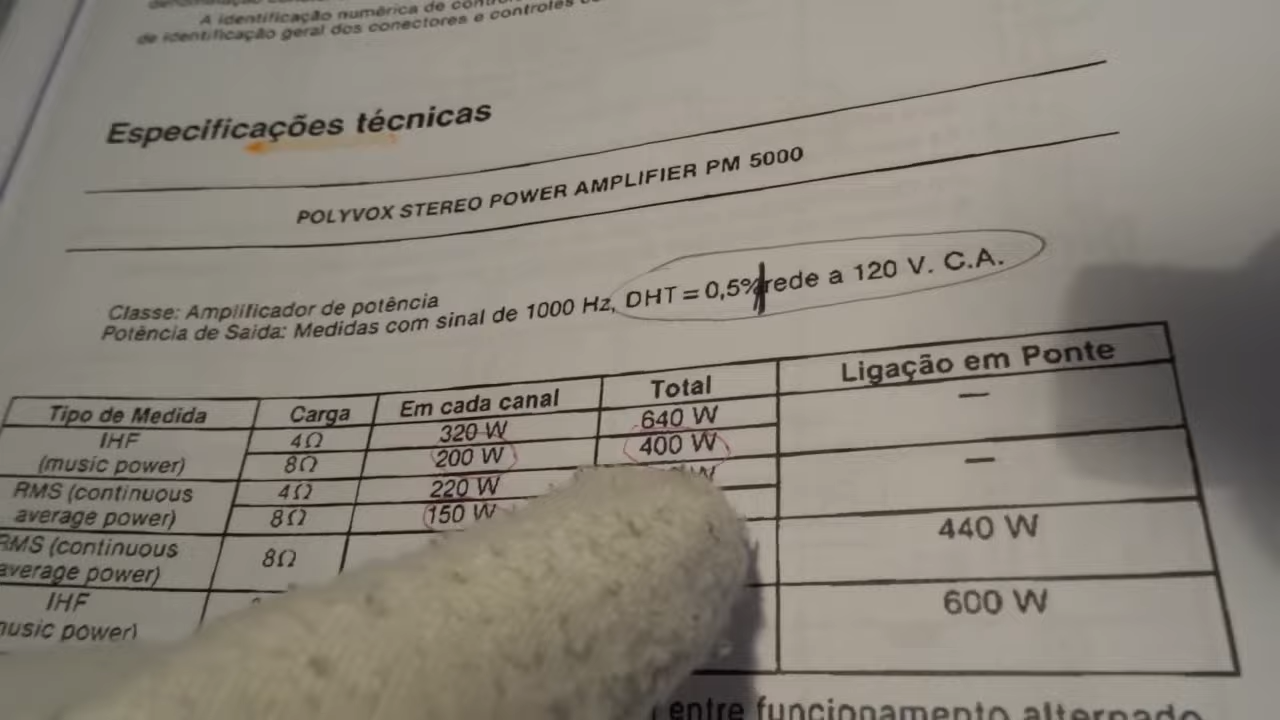 A identificação numérica de
de identificação geral dos conectores e controles
Especificações técnicas
POLYVOX STEREO POWER AMPLIFIER PM 5000
Classe: Amplificador de potência
Potência de Saída: Medidas com sinal de 1000 Hz, DHT = 0,5% rede a 120 V. C.A.
Tipo de Medida Carga Em cada canal Total Ligação em Ponte
IHF (music power) 4Ω 320 W 640 W —
8Ω 200 W 400 W
RMS (continuous average power) 4Ω 220 W —
8Ω 150 W
RMS (continuous average power) 8Ω 440 W
IHF music power) 600 W
entre funcionamento alternado